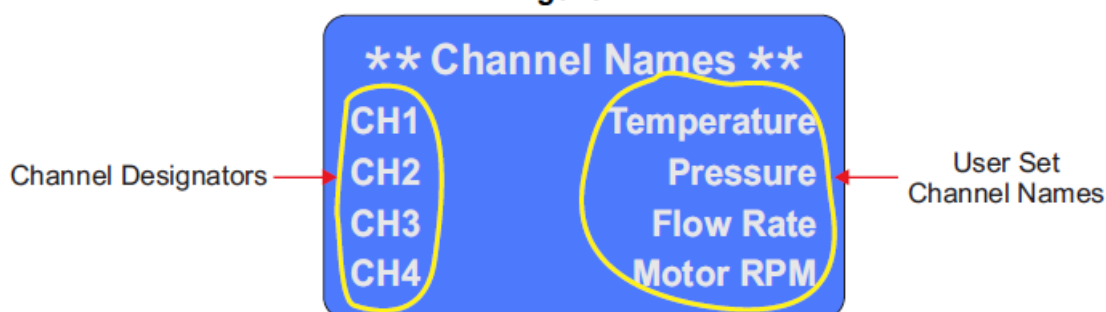 ** Channel Names **
CH1 Temperature
Channel Designators CH2 Pressure User Set
Channel Names
CH3 Flow Rate
CH4 Motor RPM